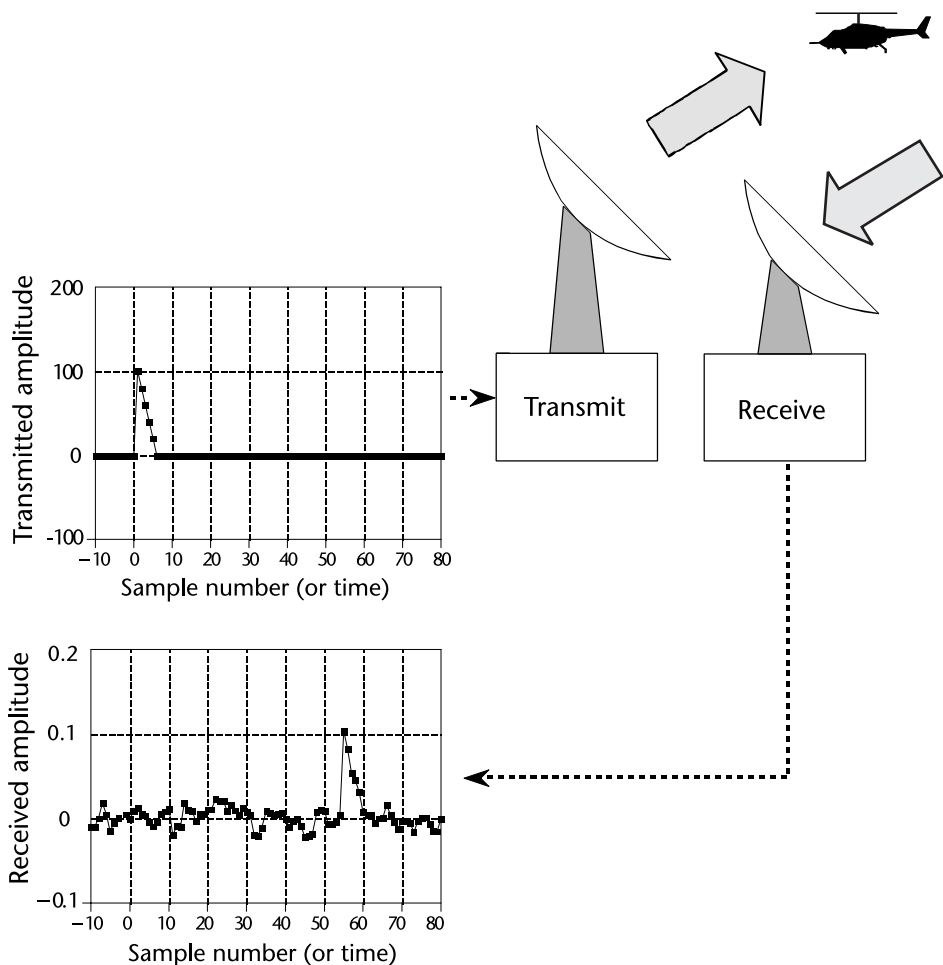 Transmitted amplitude
200
100
0
-100
−10 0 10 20 30 40 50 60 70 80
Sample number (or time)
Transmit
Receive
Received amplitude
0.2
0.1
0
−0.1
−10 0 10 20 30 40 50 60 70 80
Sample number (or time)